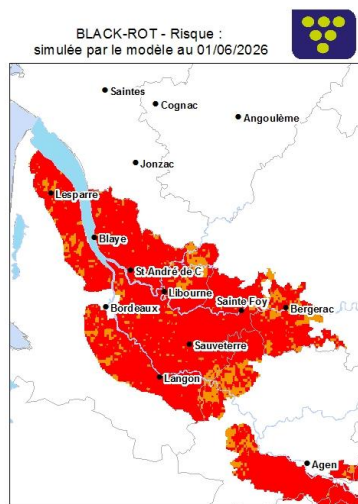 BLACK-ROT - Risque :
simulée par le modèle au 01/06/2026
Saintes
Cognac
Angoulème
Jonzac
Lesparre
Blaye
St André de C
Libourne
Sainte Foy
Bordeaux
Bergerac
Sauveterre
Langon
Agen